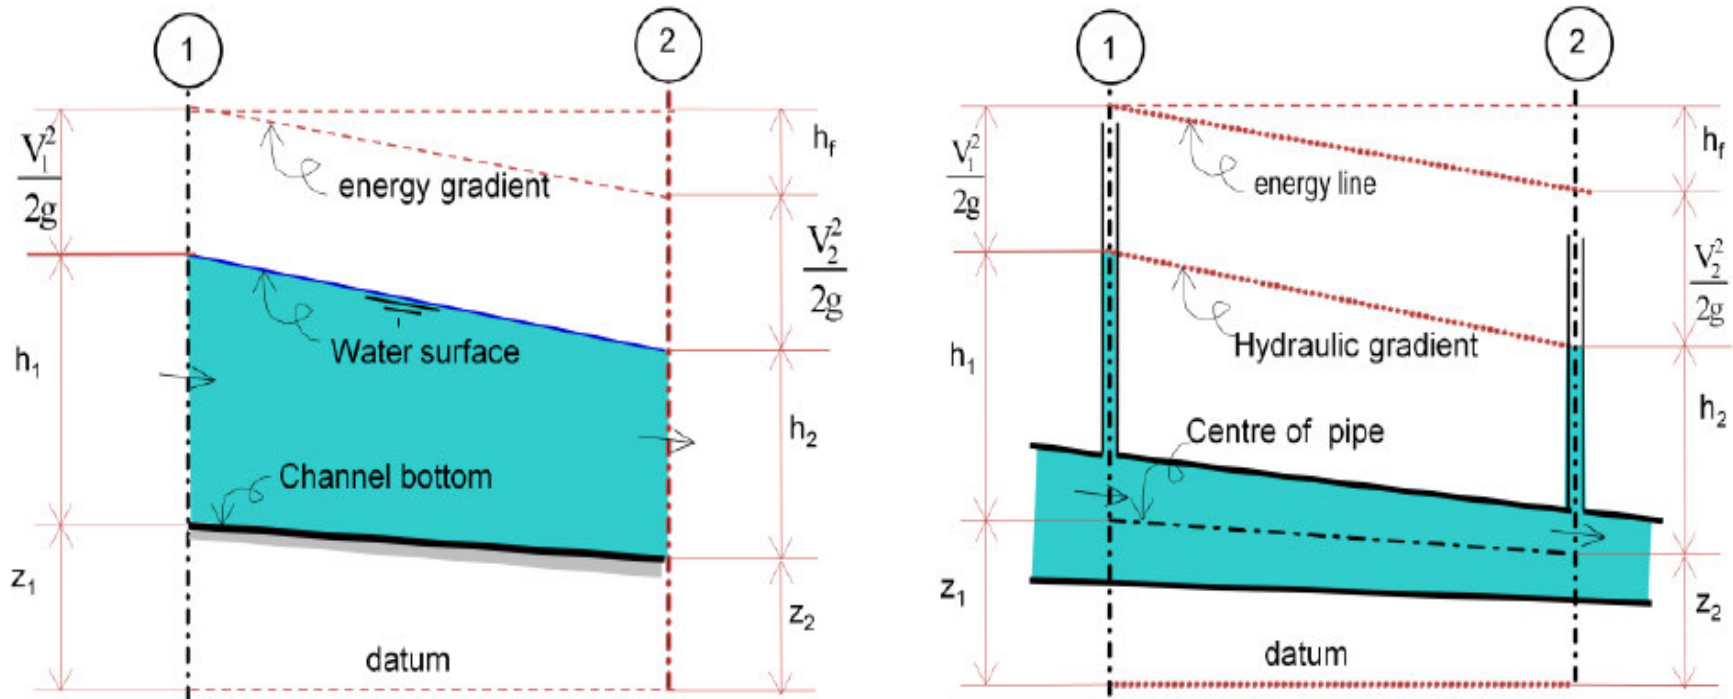 1
2
V₁²/2g
h_f
energy gradient
V₂²/2g
h₁
Water surface
h₂
Channel bottom
z₁
z₂
datum
1
2
V₁²/2g
h_f
energy line
V₂²/2g
h₁
Hydraulic gradient
h₂
Centre of pipe
z₁
z₂
datum